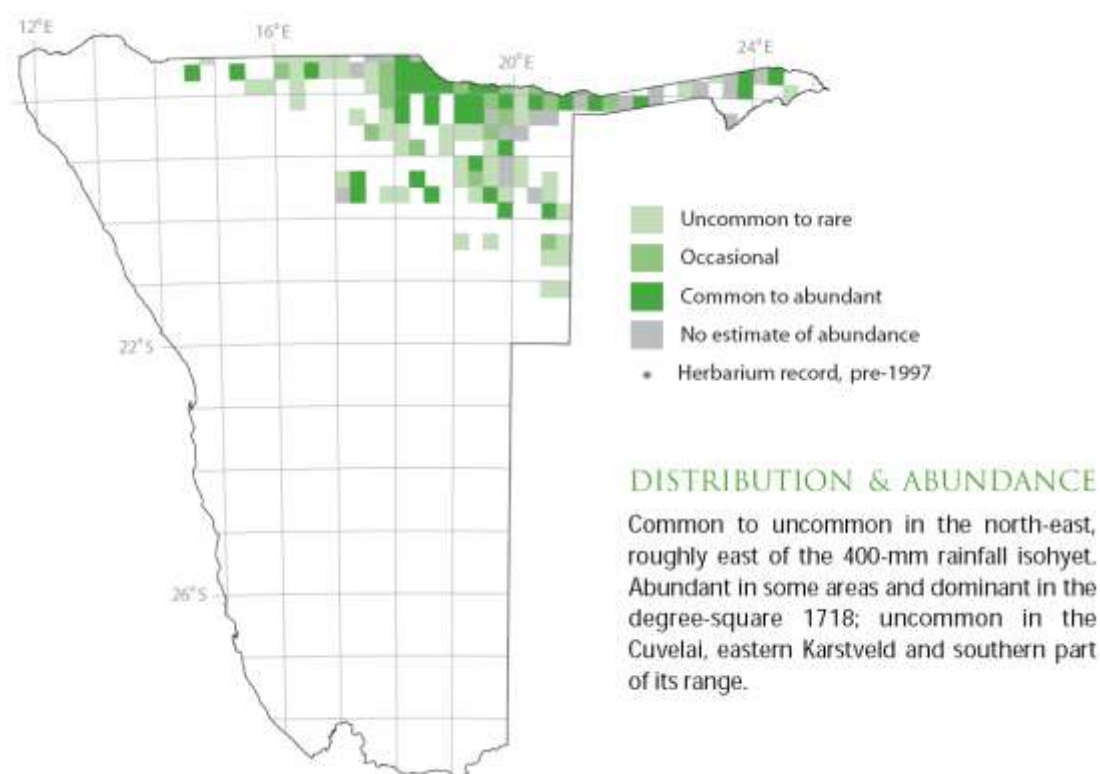 12°E
16°E
20°E
24°E
22°S
26°S
Uncommon to rare
Occasional
Common to abundant
No estimate of abundance
Herbarium record, pre-1997
DISTRIBUTION & ABUNDANCE
Common to uncommon in the north-east,
roughly east of the 400-mm rainfall isohyet.
Abundant in some areas and dominant in the
degree-square 1718; uncommon in the
Cuvelai, eastern Karstveld and southern part
of its range.